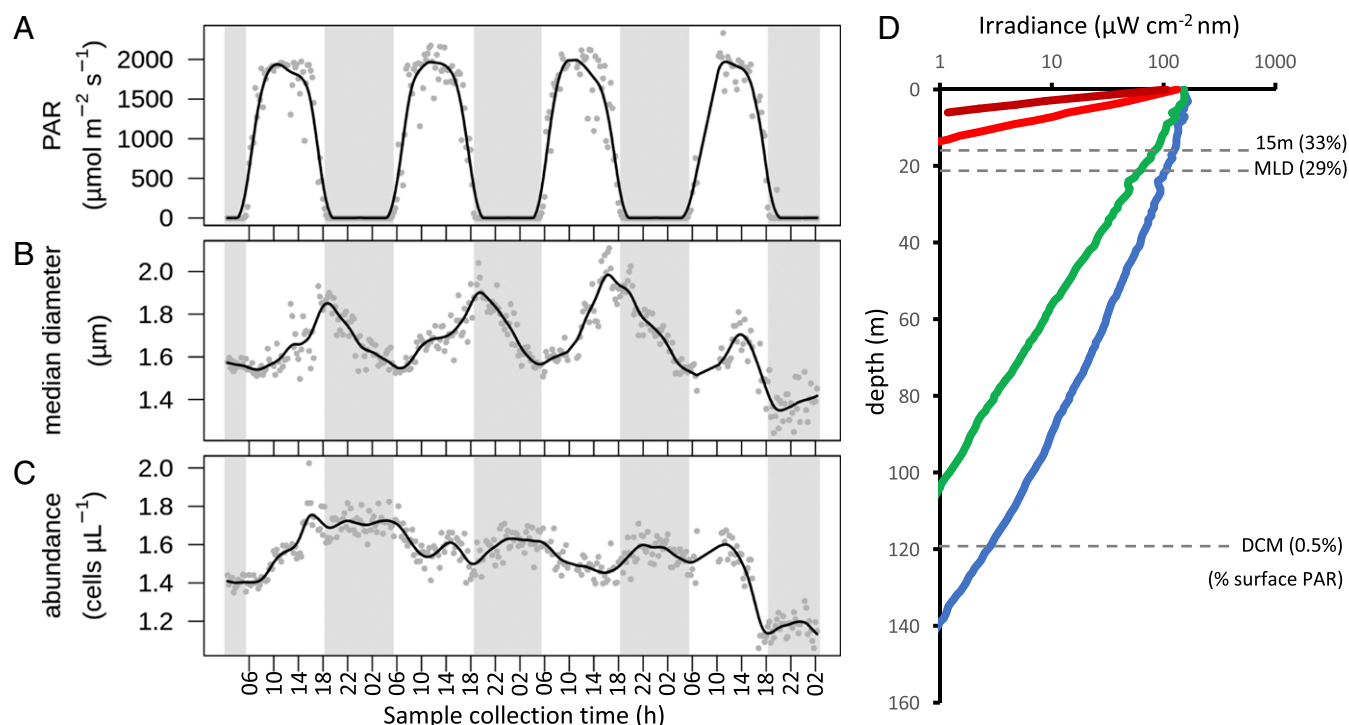 A
PAR
(µmol m−2 s−1)
2000
1500
1000
500
0
B
median diameter
(µm)
2.0
1.8
1.6
1.4
C
abundance
(cells µL−1)
2.0
1.8
1.6
1.4
1.2
06 10 14 18 22 02 06 10 14 18 22 02 06 10 14 18 22 02 06 10 14 18 22 02
Sample collection time (h)
D
Irradiance (µW cm-2 nm)
1 10 100 1000
depth (m)
0
20
40
60
80
100
120
140
160
15m (33%)
MLD (29%)
DCM (0.5%)
(% surface PAR)